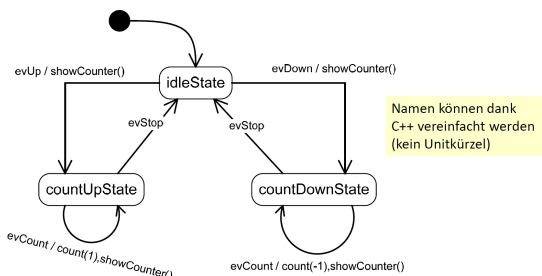 evUp / showCounter()
evDown / showCounter()
idleState
Namen können dank
C++ vereinfacht werden
(kein Unitkürzel)
evStop
evStop
countUpState
countDownState
evCount / count(1),showCounter()
evCount / count(-1),showCounter()